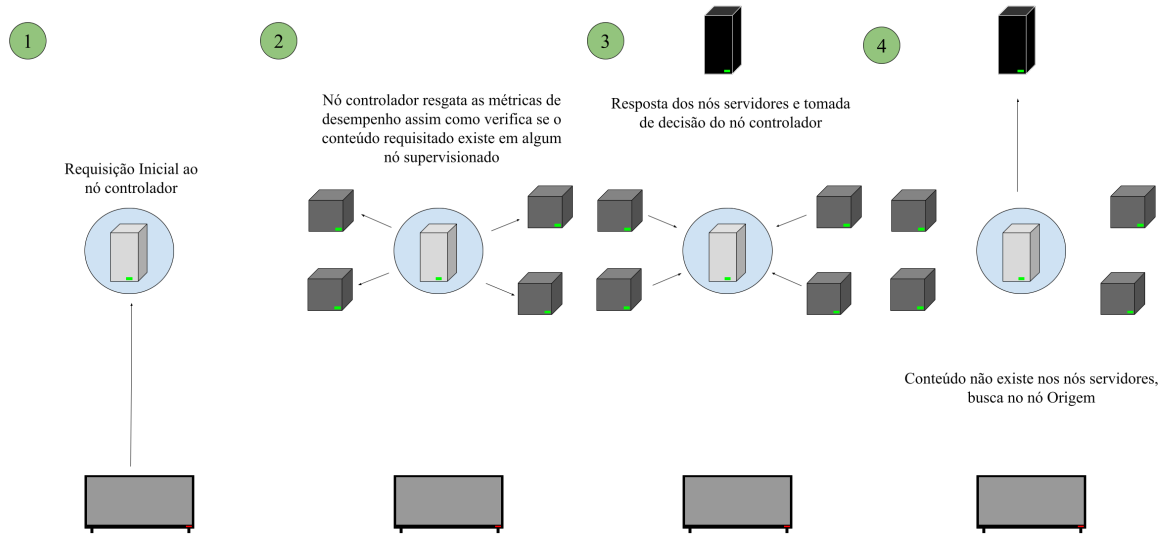 1
Requisição Inicial ao
nó controlador
2
Nó controlador resgata as métricas de
desempenho assim como verifica se o
conteúdo requisitado existe em algum
nó supervisionado
3
Resposta dos nós servidores e tomada
de decisão do nó controlador
4
Conteúdo não existe nos nós servidores,
busca no nó Origem